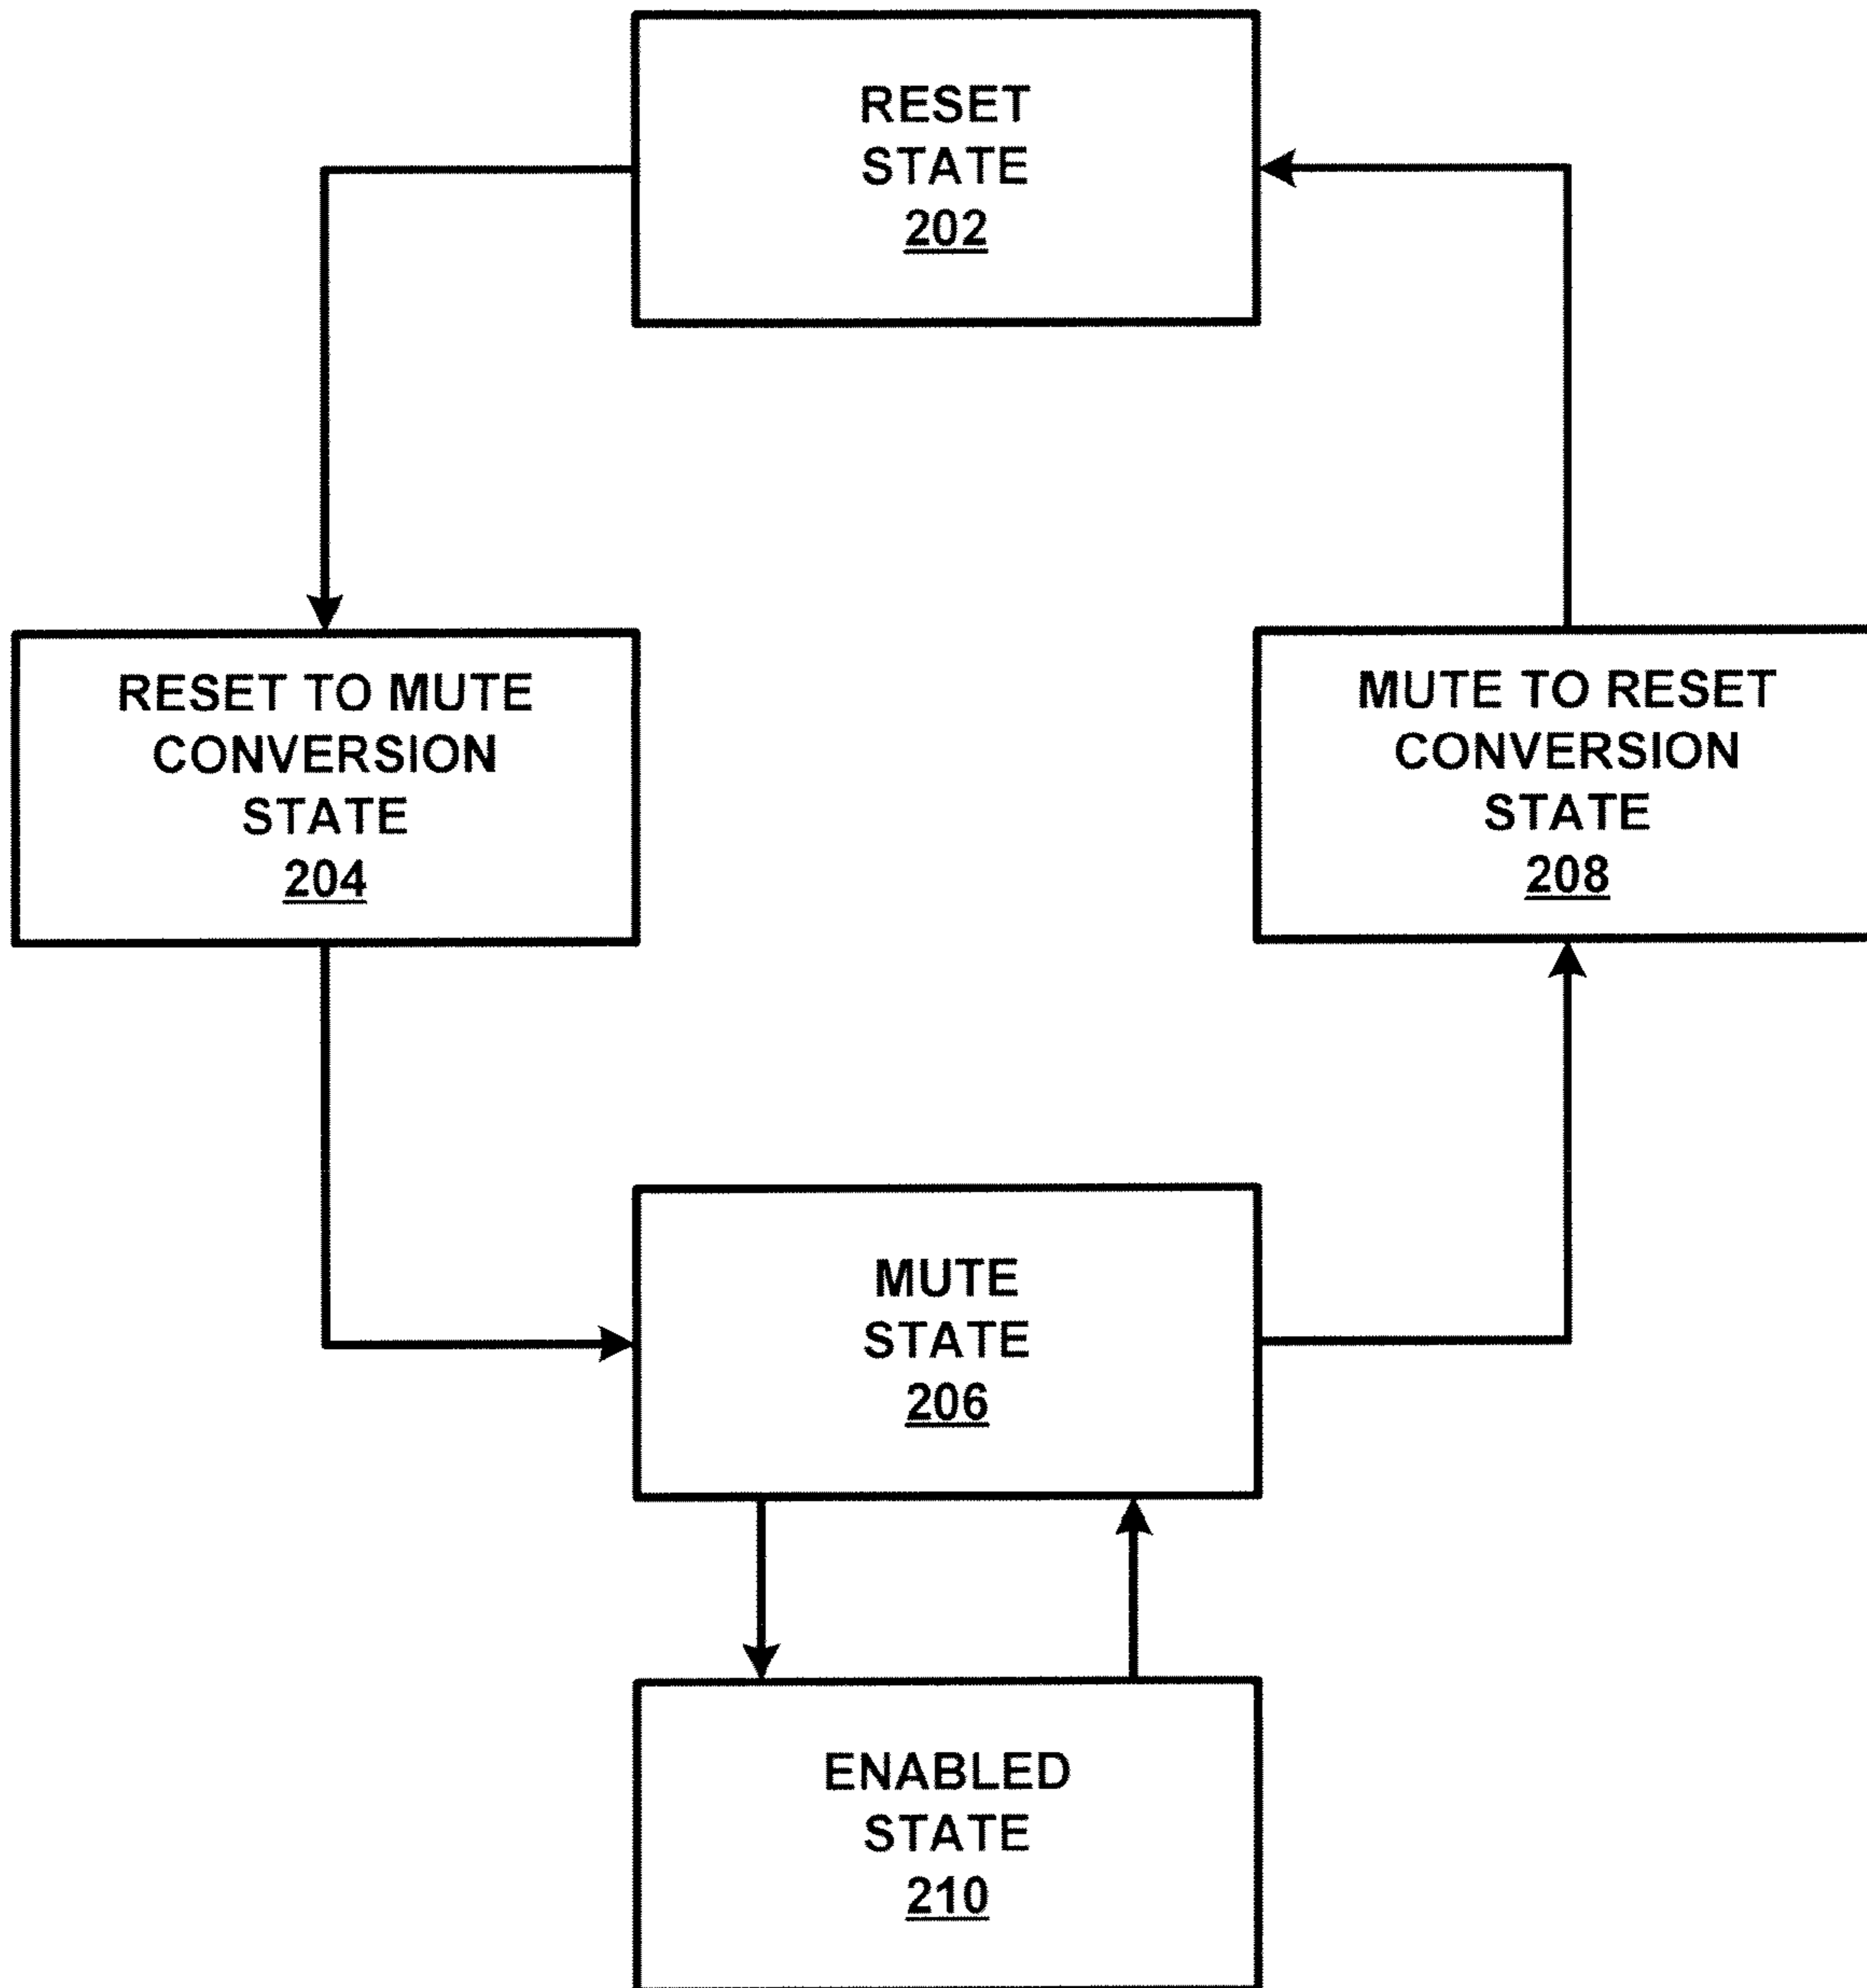 RESET
STATE
202
RESET TO MUTE
CONVERSION
STATE
204
MUTE TO RESET
CONVERSION
STATE
208
MUTE
STATE
206
ENABLED
STATE
210